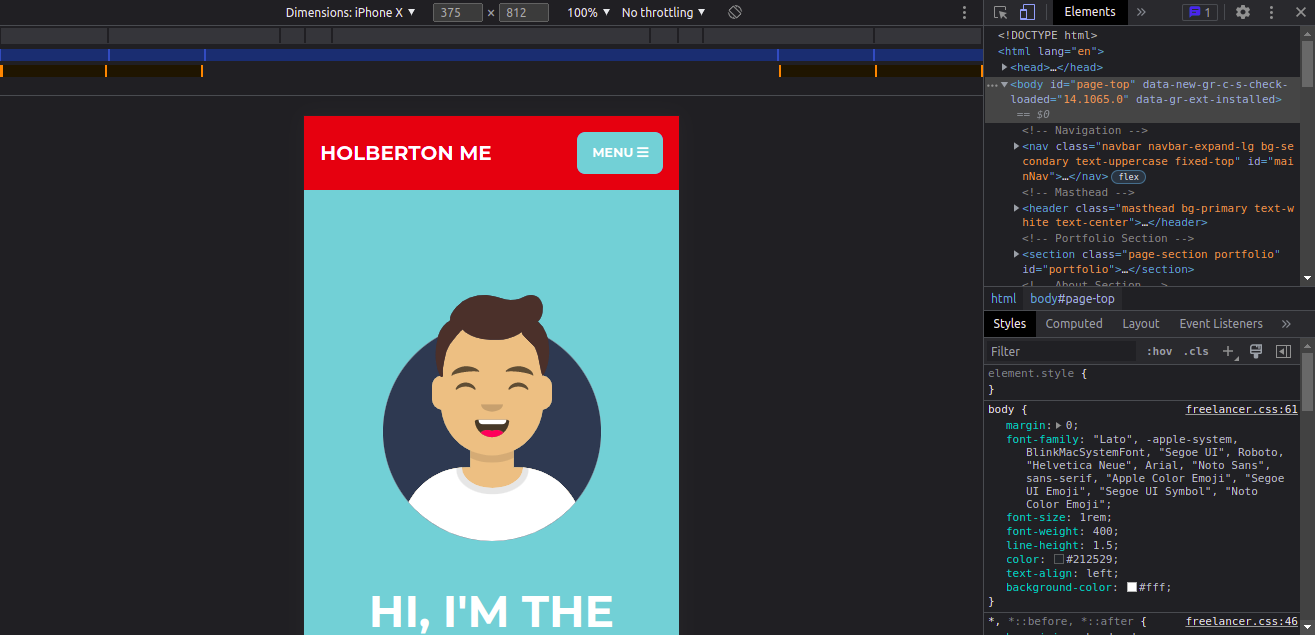 Dimensions: iPhone X ▼ 375 × 812 100% ▼ No throttling ▼
HOLBERTON ME
MENU ☰
HI, I'M THE
Elements » 1
<!DOCTYPE html>
<html lang="en">
▶<head>…</head>
…▼<body id="page-top" data-new-gr-c-s-check-
loaded="14.1065.0" data-gr-ext-installed>
== $0
<!-- Navigation -->
▶<nav class="navbar navbar-expand-lg bg-se
condary text-uppercase fixed-top" id="mai
nNav">…</nav> flex
<!-- Masthead -->
▶<header class="masthead bg-primary text-w
hite text-center">…</header>
<!-- Portfolio Section -->
▶<section class="page-section portfolio"
id="portfolio">…</section>
<!-- About Section -->
html body#page-top
Styles Computed Layout Event Listeners »
Filter :hov .cls +
element.style {
}
body { freelancer.css:61
margin: ▶ 0;
font-family: "Lato", -apple-system,
BlinkMacSystemFont, "Segoe UI", Roboto,
"Helvetica Neue", Arial, "Noto Sans",
sans-serif, "Apple Color Emoji", "Segoe
UI Emoji", "Segoe UI Symbol", "Noto
Color Emoji";
font-size: 1rem;
font-weight: 400;
line-height: 1.5;
color: #212529;
text-align: left;
background-color: #fff;
}
*, *::before, *::after { freelancer.css:46